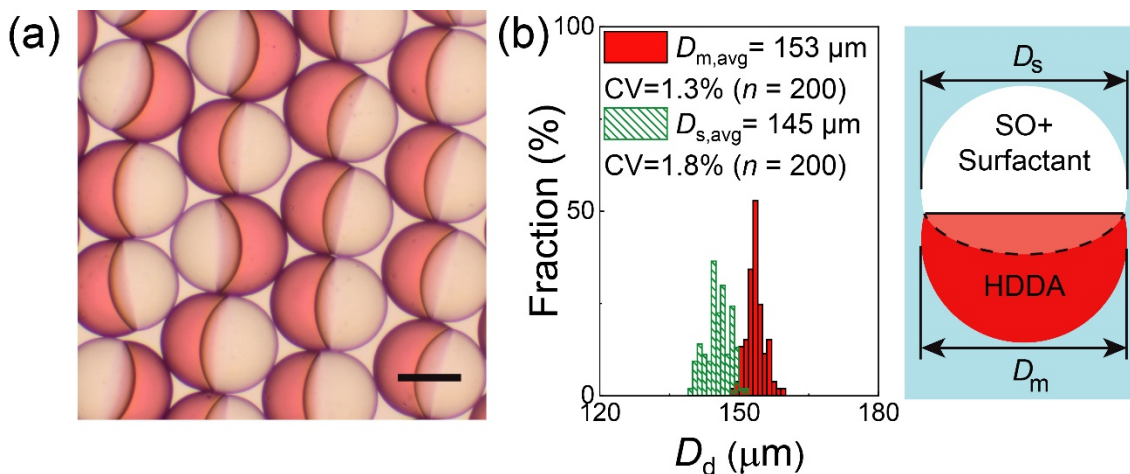 (a)
(b)
100
50
0
Fraction (%)
D_m,avg= 153 μm
CV=1.3% (n = 200)
D_s,avg= 145 μm
CV=1.8% (n = 200)
120
150
180
D_d (μm)
D_s
SO+
Surfactant
HDDA
D_m